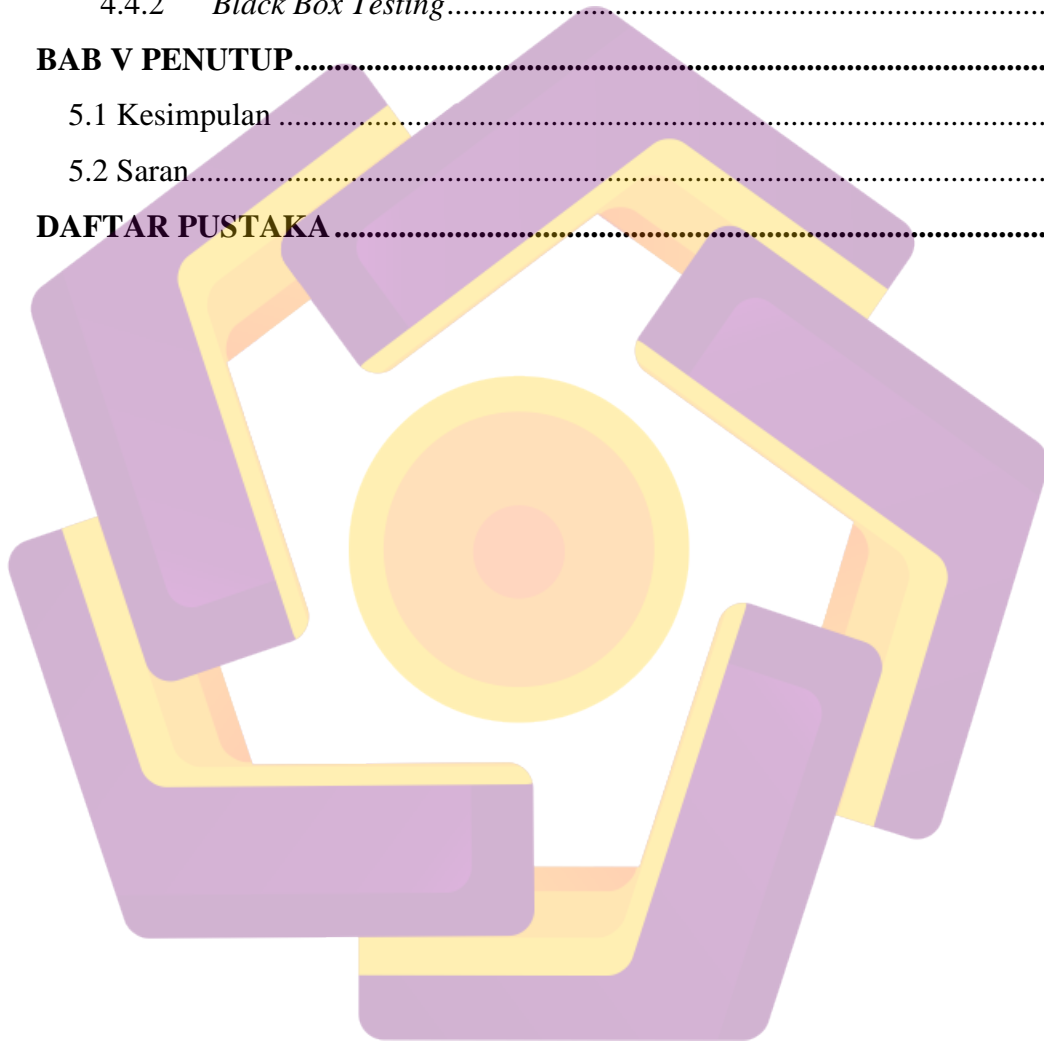 4.4.2 Black Box Testing........................................................................
BAB V PENUTUP...............................................................................................
5.1 Kesimpulan ................................................................................................
5.2 Saran...........................................................................................................
DAFTAR PUSTAKA ..........................................................................................